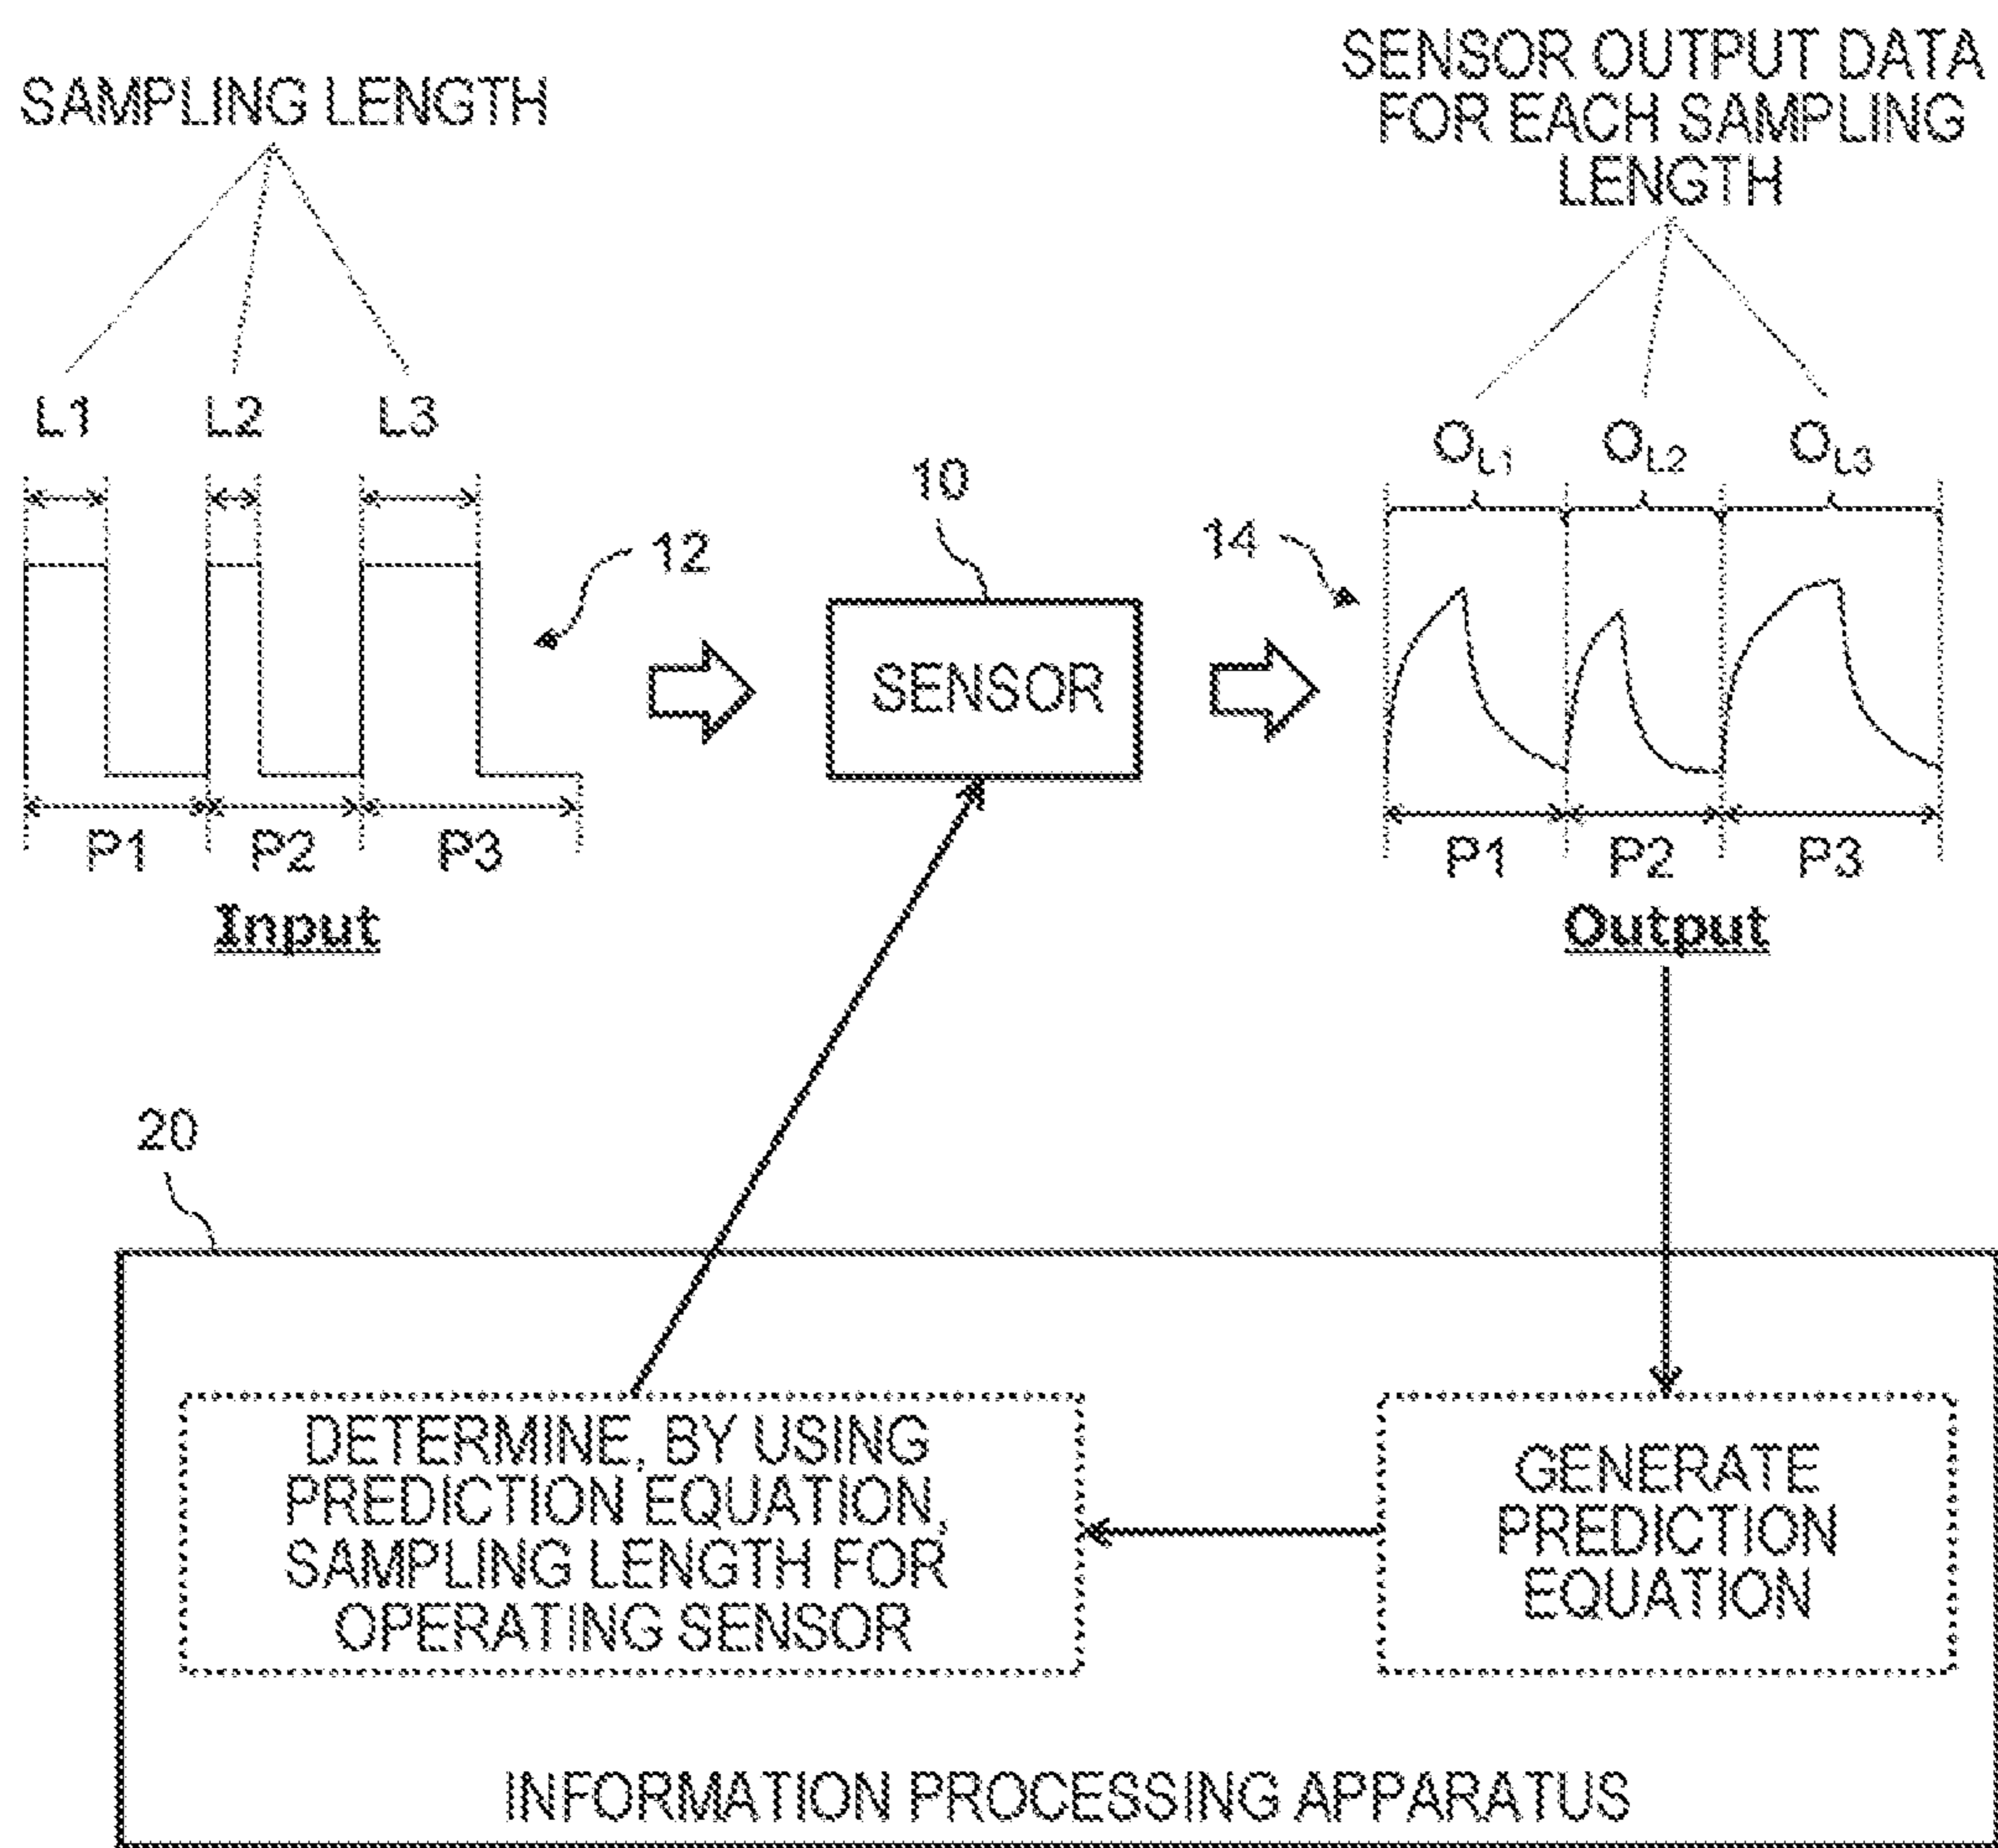 SAMPLING LENGTH
SENSOR OUTPUT DATA
FOR EACH SAMPLING
LENGTH
L1 L2 L3
O_L1 O_L2 O_L3
10
12
14
SENSOR
P1 P2 P3
Input
P1 P2 P3
Output
20
DETERMINE, BY USING
PREDICTION EQUATION,
SAMPLING LENGTH FOR
OPERATING SENSOR
GENERATE
PREDICTION
EQUATION
INFORMATION PROCESSING APPARATUS